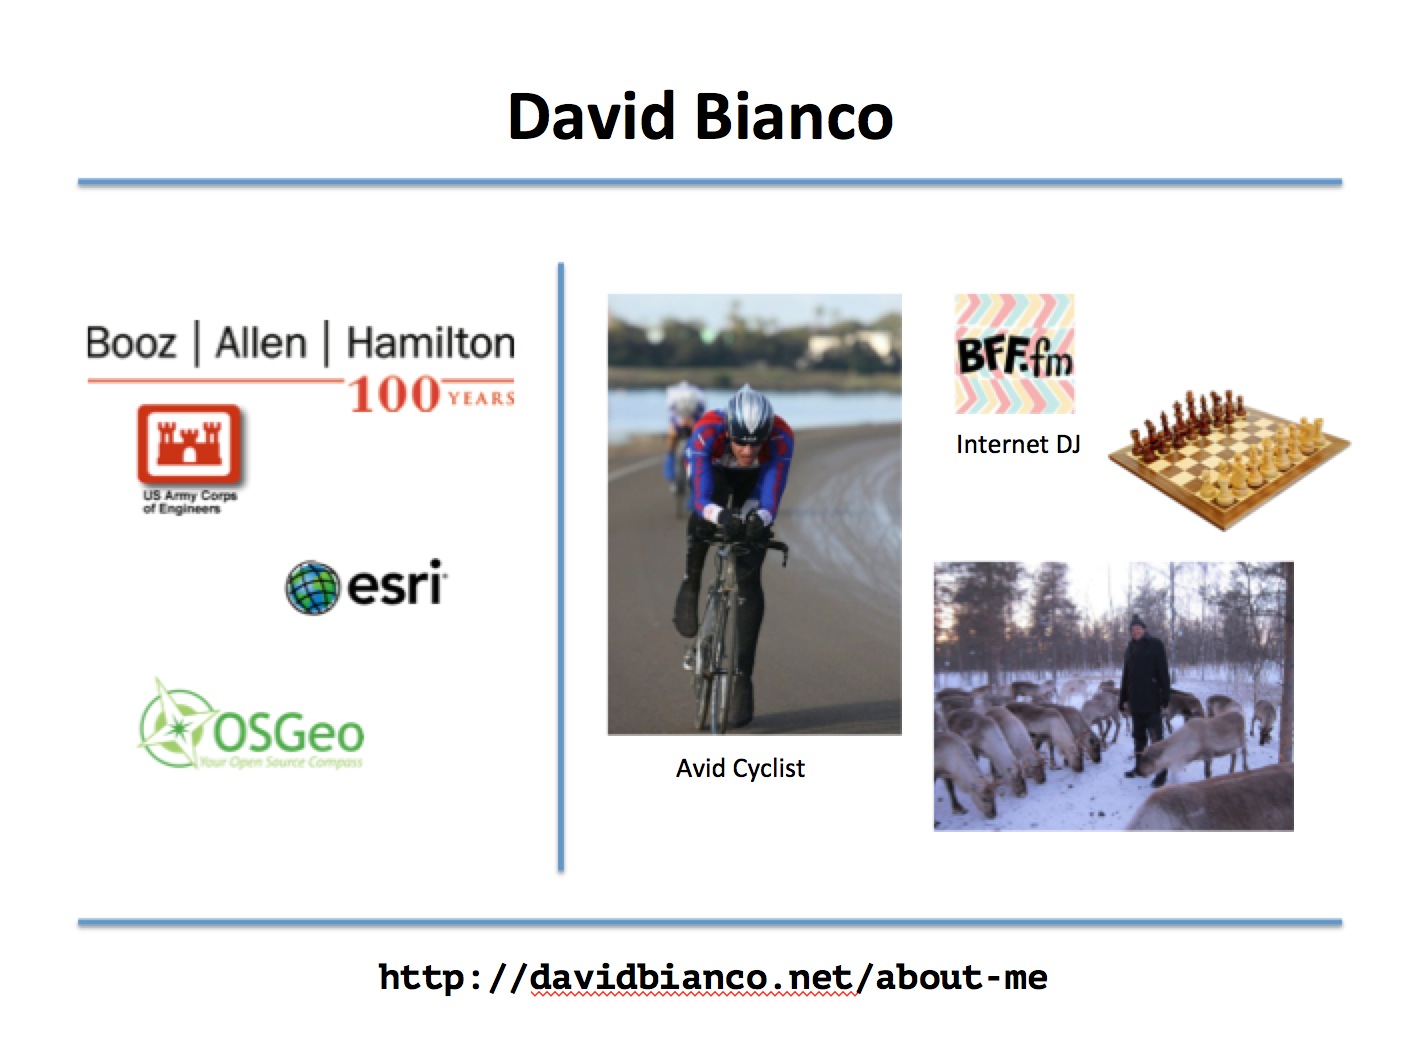 David Bianco
Booz | Allen | Hamilton
100 YEARS
US Army Corps
of Engineers
esri
OSGeo
Your Open Source Compass
Avid Cyclist
BFF.fm
Internet DJ
http://davidbianco.net/about-me